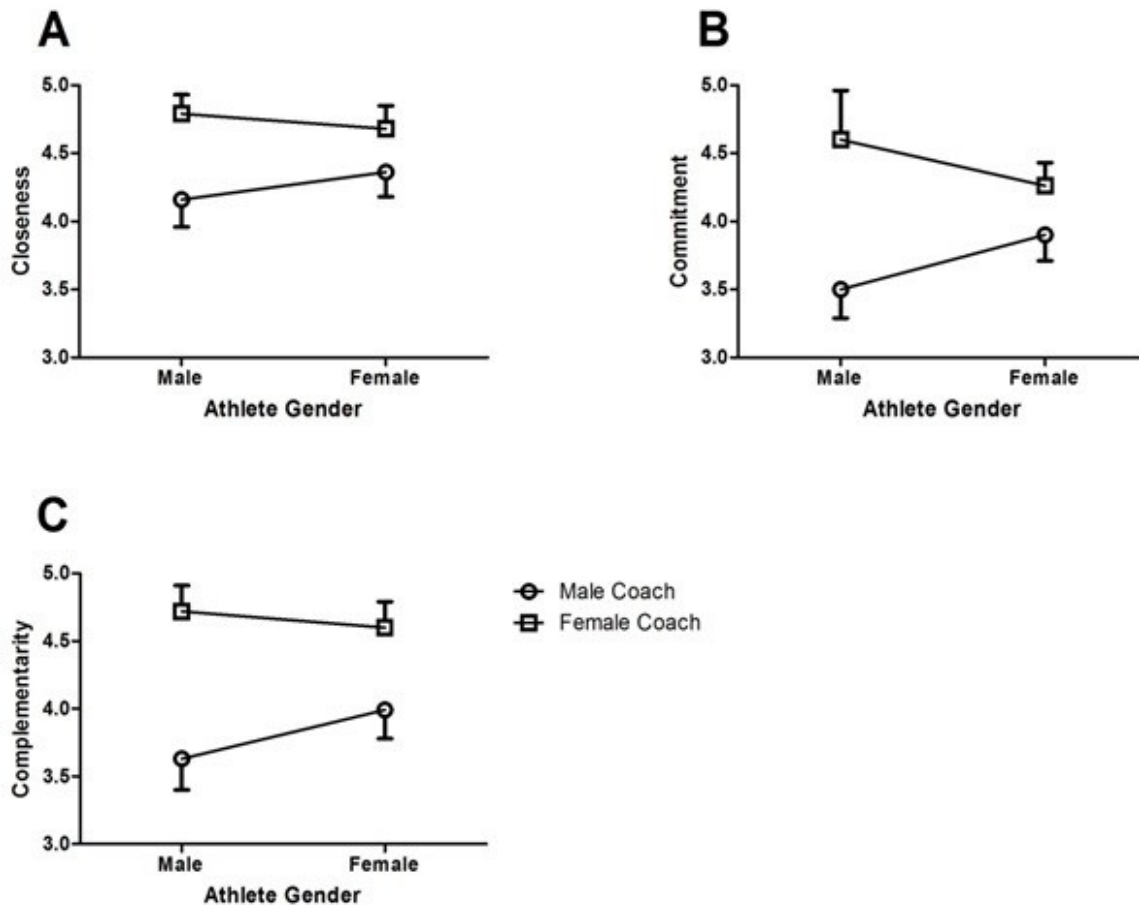 A
5.0
4.5
4.0
3.5
3.0
Closeness
Male Female
Athlete Gender
B
5.0
4.5
4.0
3.5
3.0
Commitment
Male Female
Athlete Gender
C
5.0
4.5
4.0
3.5
3.0
Complementarity
Male Female
Athlete Gender
Male Coach
Female Coach